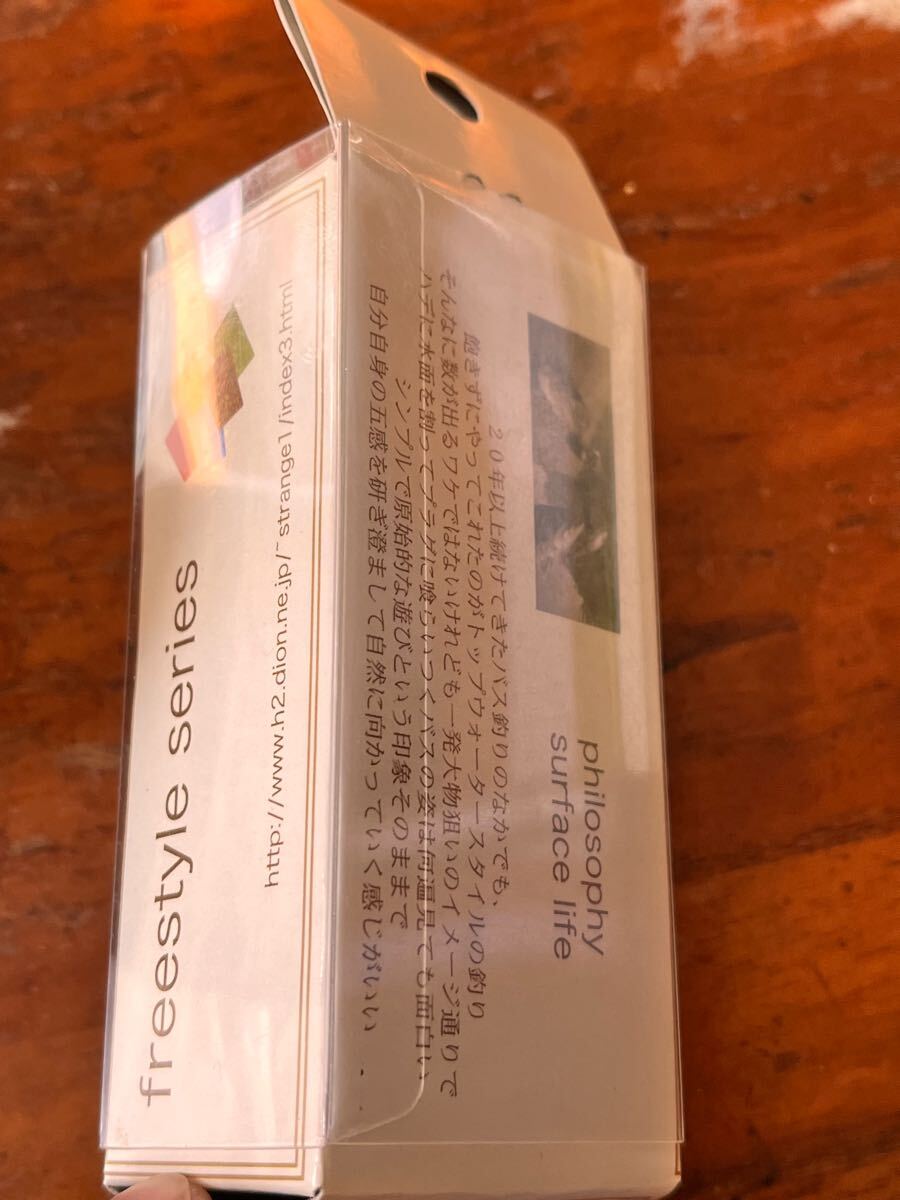 philosophy
surface life
20年以上続けてきたバス釣りのなかでも、
飽きずにやってこれたのがトップウォータースタイルの釣り
そんなに数が出るワケではないけれども一発大物狙いのイメージ通りで
ハデに水面を割ってプラグに喰らいつくバスの姿は何遍見ても面白い
シンプルで原始的な遊びという印象そのままで
自分自身の五感を研ぎ澄まして自然に向かっていく感じがいい
freestyle series
http://www.h2.dion.ne.jp/~strange1/index3.html